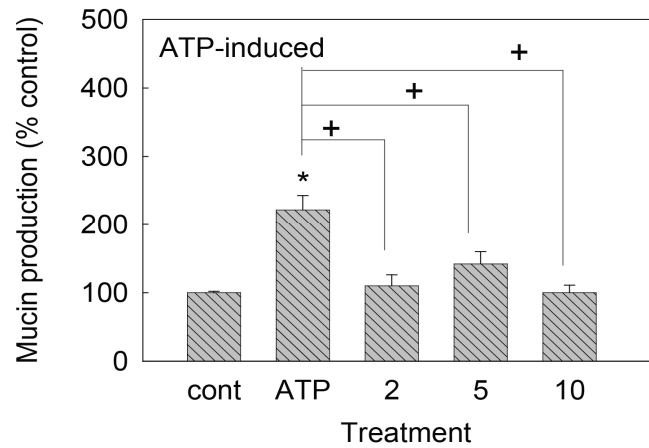 500
400
300
200
100
0
Mucin production (% control)
ATP-induced
+
+
+
*
cont ATP 2 5 10
Treatment